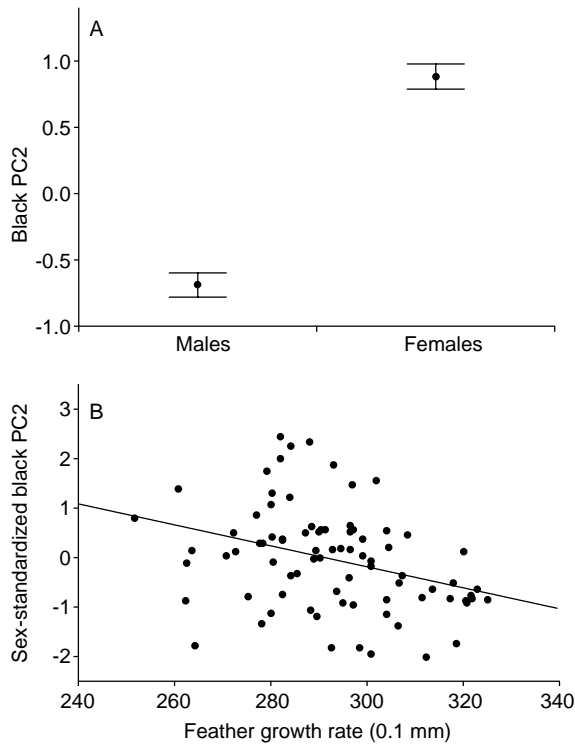 A
Black PC2
1.0
0.5
0.0
-0.5
-1.0
Males Females
B
Sex-standardized black PC2
3
2
1
0
-1
-2
240 260 280 300 320 340
Feather growth rate (0.1 mm)